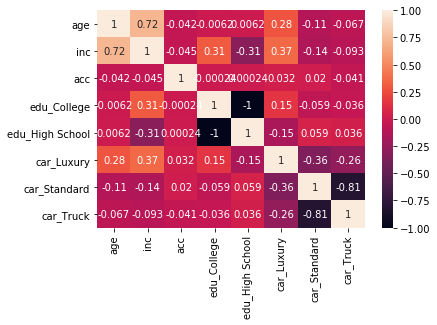 age 1 0.72 -0.042 -0.0062 0.0062 0.28 -0.11 -0.067 1.00
inc 0.72 1 -0.045 0.31 -0.31 0.37 -0.14 -0.093 0.75
acc -0.042 -0.045 1 -0.00024 0.00024 0.032 0.02 -0.041 0.50
edu_College -0.0062 0.31 -0.00024 1 -1 0.15 -0.059 -0.036 0.25
edu_High School 0.0062 -0.31 0.00024 -1 1 -0.15 0.059 0.036 0.00
car_Luxury 0.28 0.37 0.032 0.15 -0.15 1 -0.36 -0.26 −0.25
car_Standard -0.11 -0.14 0.02 -0.059 0.059 -0.36 1 -0.81 −0.50
car_Truck -0.067 -0.093 -0.041 -0.036 0.036 -0.26 -0.81 1 −0.75
−1.00
age inc acc edu_College edu_High School car_Luxury car_Standard car_Truck